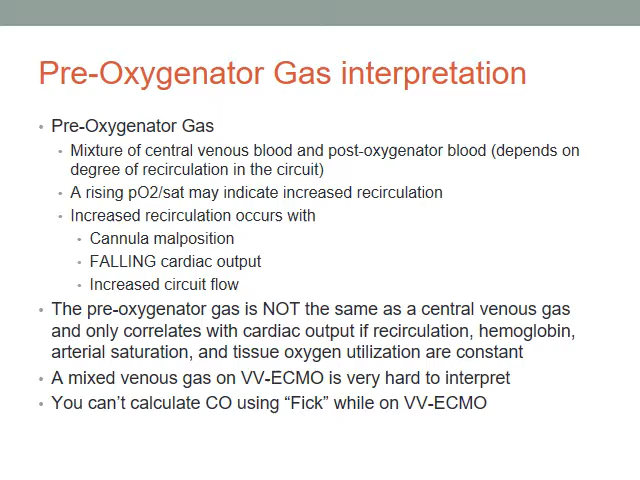 Pre-Oxygenator Gas interpretation
• Pre-Oxygenator Gas
• Mixture of central venous blood and post-oxygenator blood (depends on
degree of recirculation in the circuit)
• A rising pO2/sat may indicate increased recirculation
• Increased recirculation occurs with
• Cannula malposition
• FALLING cardiac output
• Increased circuit flow
• The pre-oxygenator gas is NOT the same as a central venous gas
and only correlates with cardiac output if recirculation, hemoglobin,
arterial saturation, and tissue oxygen utilization are constant
• A mixed venous gas on VV-ECMO is very hard to interpret
• You can’t calculate CO using “Fick” while on VV-ECMO